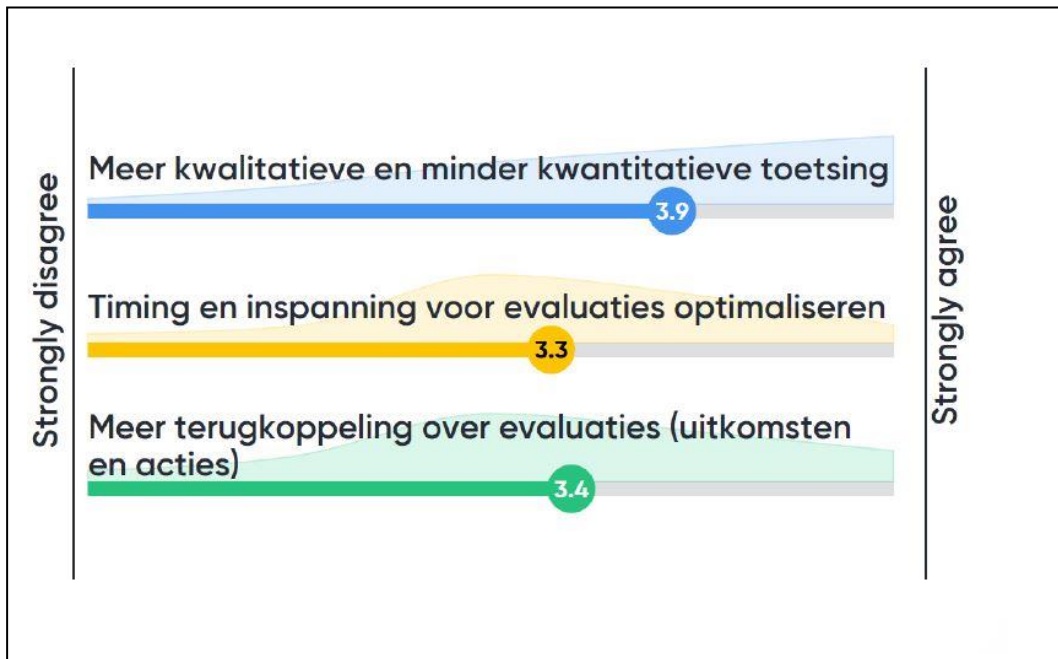 Strongly disagree
Meer kwalitatieve en minder kwantitatieve toetsing
3.9
Timing en inspanning voor evaluaties optimaliseren
3.3
Meer terugkoppeling over evaluaties (uitkomsten
en acties)
3.4
Strongly agree